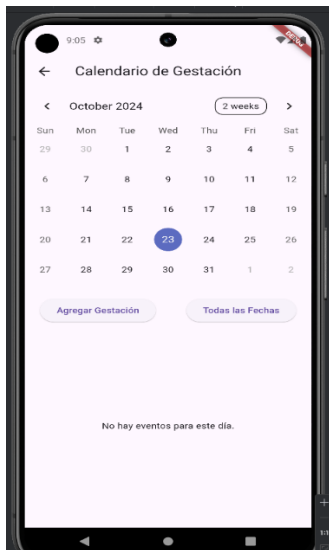 9:05
DEBUG
Calendario de Gestación
October 2024 2 weeks
Sun Mon Tue Wed Thu Fri Sat
29 30 1 2 3 4 5
6 7 8 9 10 11 12
13 14 15 16 17 18 19
20 21 22 23 24 25 26
27 28 29 30 31 1 2
Agregar Gestación Todas las Fechas
No hay eventos para este día.
1:1